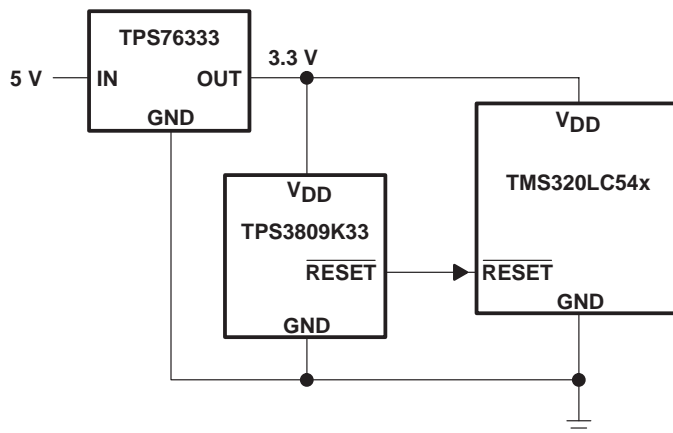 TPS76333
5 V
IN
OUT
3.3 V
GND
VDD
TMS320LC54x
VDD
TPS3809K33
RESET
RESET
GND
GND